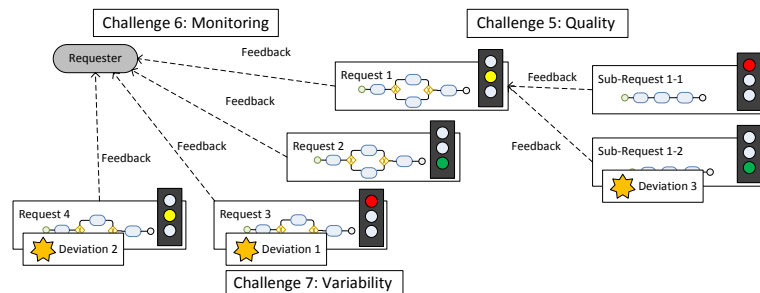 Challenge 6: Monitoring
Challenge 5: Quality
Requester
Feedback
Request 1
Feedback
Sub-Request 1-1
Feedback
Request 2
Feedback
Sub-Request 1-2
Feedback
Feedback
Deviation 3
Request 4
Request 3
Deviation 2
Deviation 1
Challenge 7: Variability